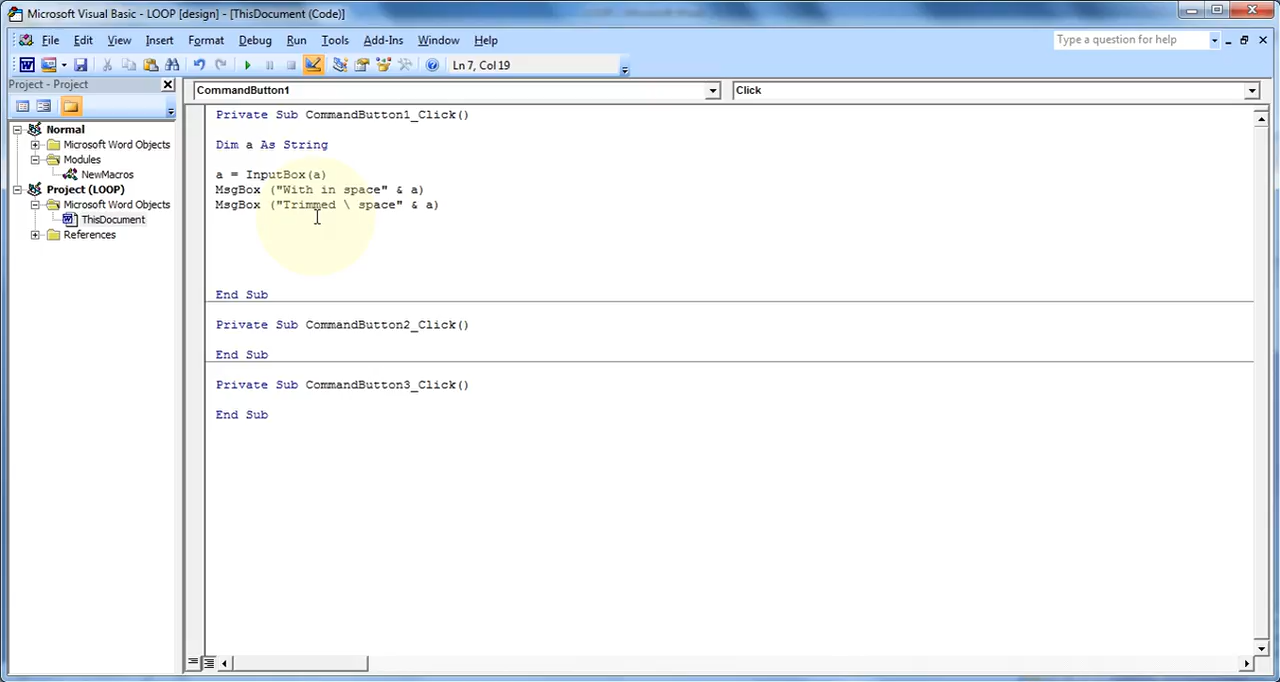 Microsoft Visual Basic - LOOP [design] - [ThisDocument (Code)]
File Edit View Insert Format Debug Run Tools Add-Ins Window Help
Type a question for help
Ln 7, Col 19
Project - Project
CommandButton1
Click
Normal
Microsoft Word Objects
Modules
NewMacros
Project (LOOP)
Microsoft Word Objects
ThisDocument
References
Private Sub CommandButton1_Click()
Dim a As String
a = InputBox(a)
MsgBox ("With in space" & a)
MsgBox ("Trimmed \ space" & a)
End Sub
Private Sub CommandButton2_Click()
End Sub
Private Sub CommandButton3_Click()
End Sub